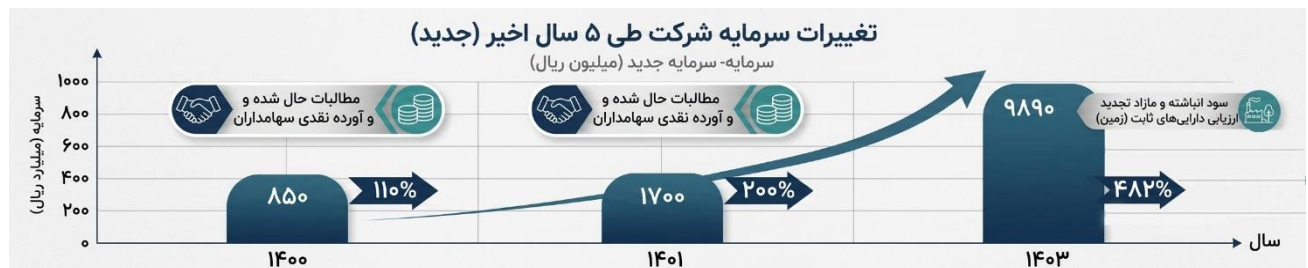 تغییرات سرمایه شرکت طی ۵ سال اخیر (جدید)
سرمایه- سرمایه جدید (میلیون ریال)
سرمایه (میلیارد ریال)
۱۰۰۰
۸۰۰
۶۰۰
۴۰۰
۲۰۰
۰
مطالبات حال شده و
و آورده نقدی سهامداران
۸۵۰
۱۱۰%
۱۴۰۰
مطالبات حال شده و
و آورده نقدی سهامداران
۱۷۰۰
۲۰۰%
۱۴۰۱
سود انباشته و مازاد تجدید
ارزیابی دارایی‌های ثابت (زمین)
۹۸۹۰
۴۸۲%
۱۴۰۳
سال